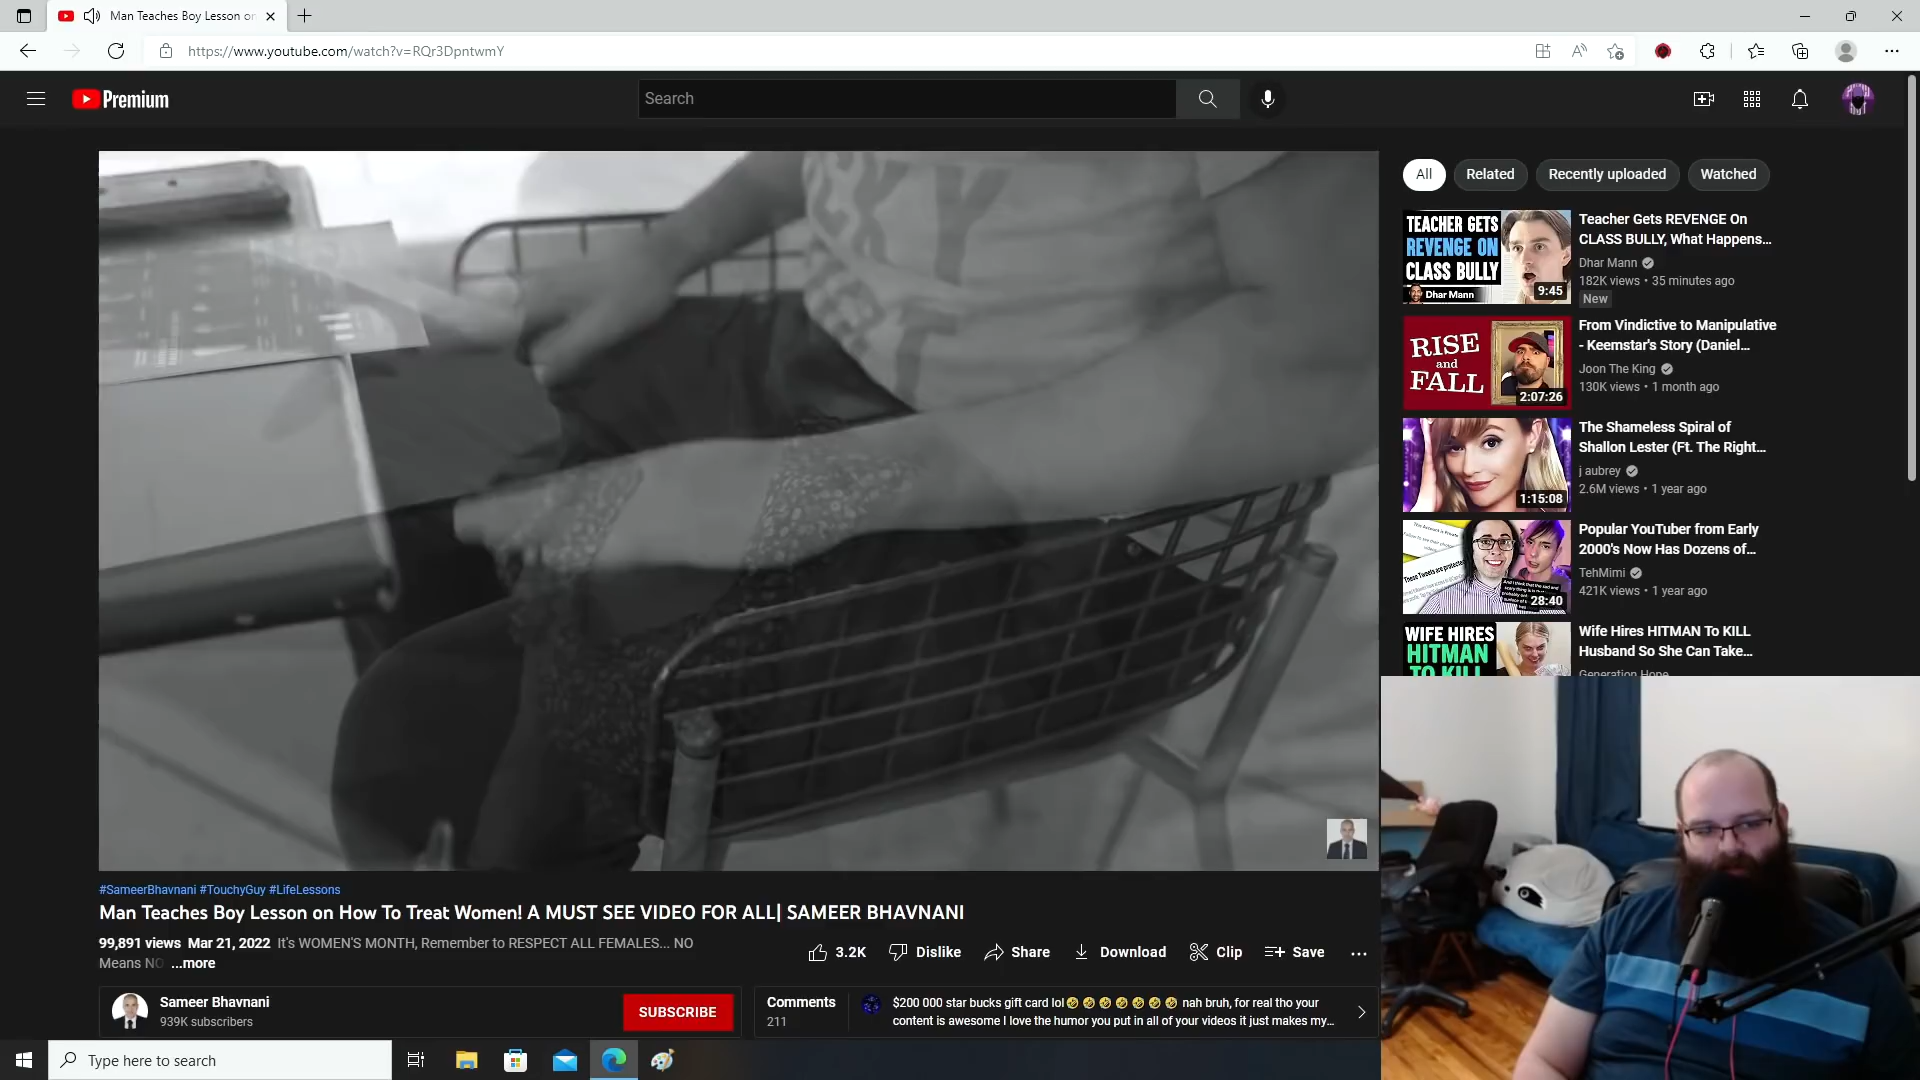 Man Teaches Boy Lesson on
https://www.youtube.com/watch?v=RQr3DpntwmY
Premium
Search
All
Related
Recently uploaded
Watched
TEACHER GETS
REVENGE ON
CLASS BULLY
Dhar Mann
9:45
Teacher Gets REVENGE On
CLASS BULLY, What Happens...
Dhar Mann
182K views • 35 minutes ago
New
RISE
and
FALL
2:07:26
From Vindictive to Manipulative
- Keemstar's Story (Daniel...
Joon The King
130K views • 1 month ago
1:15:08
The Shameless Spiral of
Shallon Lester (Ft. The Right...
j aubrey
2.6M views • 1 year ago
These Tweets are protected
28:40
Popular YouTuber from Early
2000's Now Has Dozens of...
TehMimi
421K views • 1 year ago
WIFE HIRES
HITMAN
TO KILL
Wife Hires HITMAN To KILL
Husband So She Can Take...
Generation Hope
#SameerBhavnani #TouchyGuy #LifeLessons
Man Teaches Boy Lesson on How To Treat Women! A MUST SEE VIDEO FOR ALL| SAMEER BHAVNANI
99,891 views Mar 21, 2022 It's WOMEN'S MONTH, Remember to RESPECT ALL FEMALES... NO
Means NO ...more
3.2K
Dislike
Share
Download
Clip
Save
Sameer Bhavnani
939K subscribers
SUBSCRIBE
Comments
211
$200 000 star bucks gift card lol🤣🤣🤣🤣🤣🤣🤣 nah bruh, for real tho your
content is awesome I love the humor you put in all of your videos it just makes my...
Type here to search